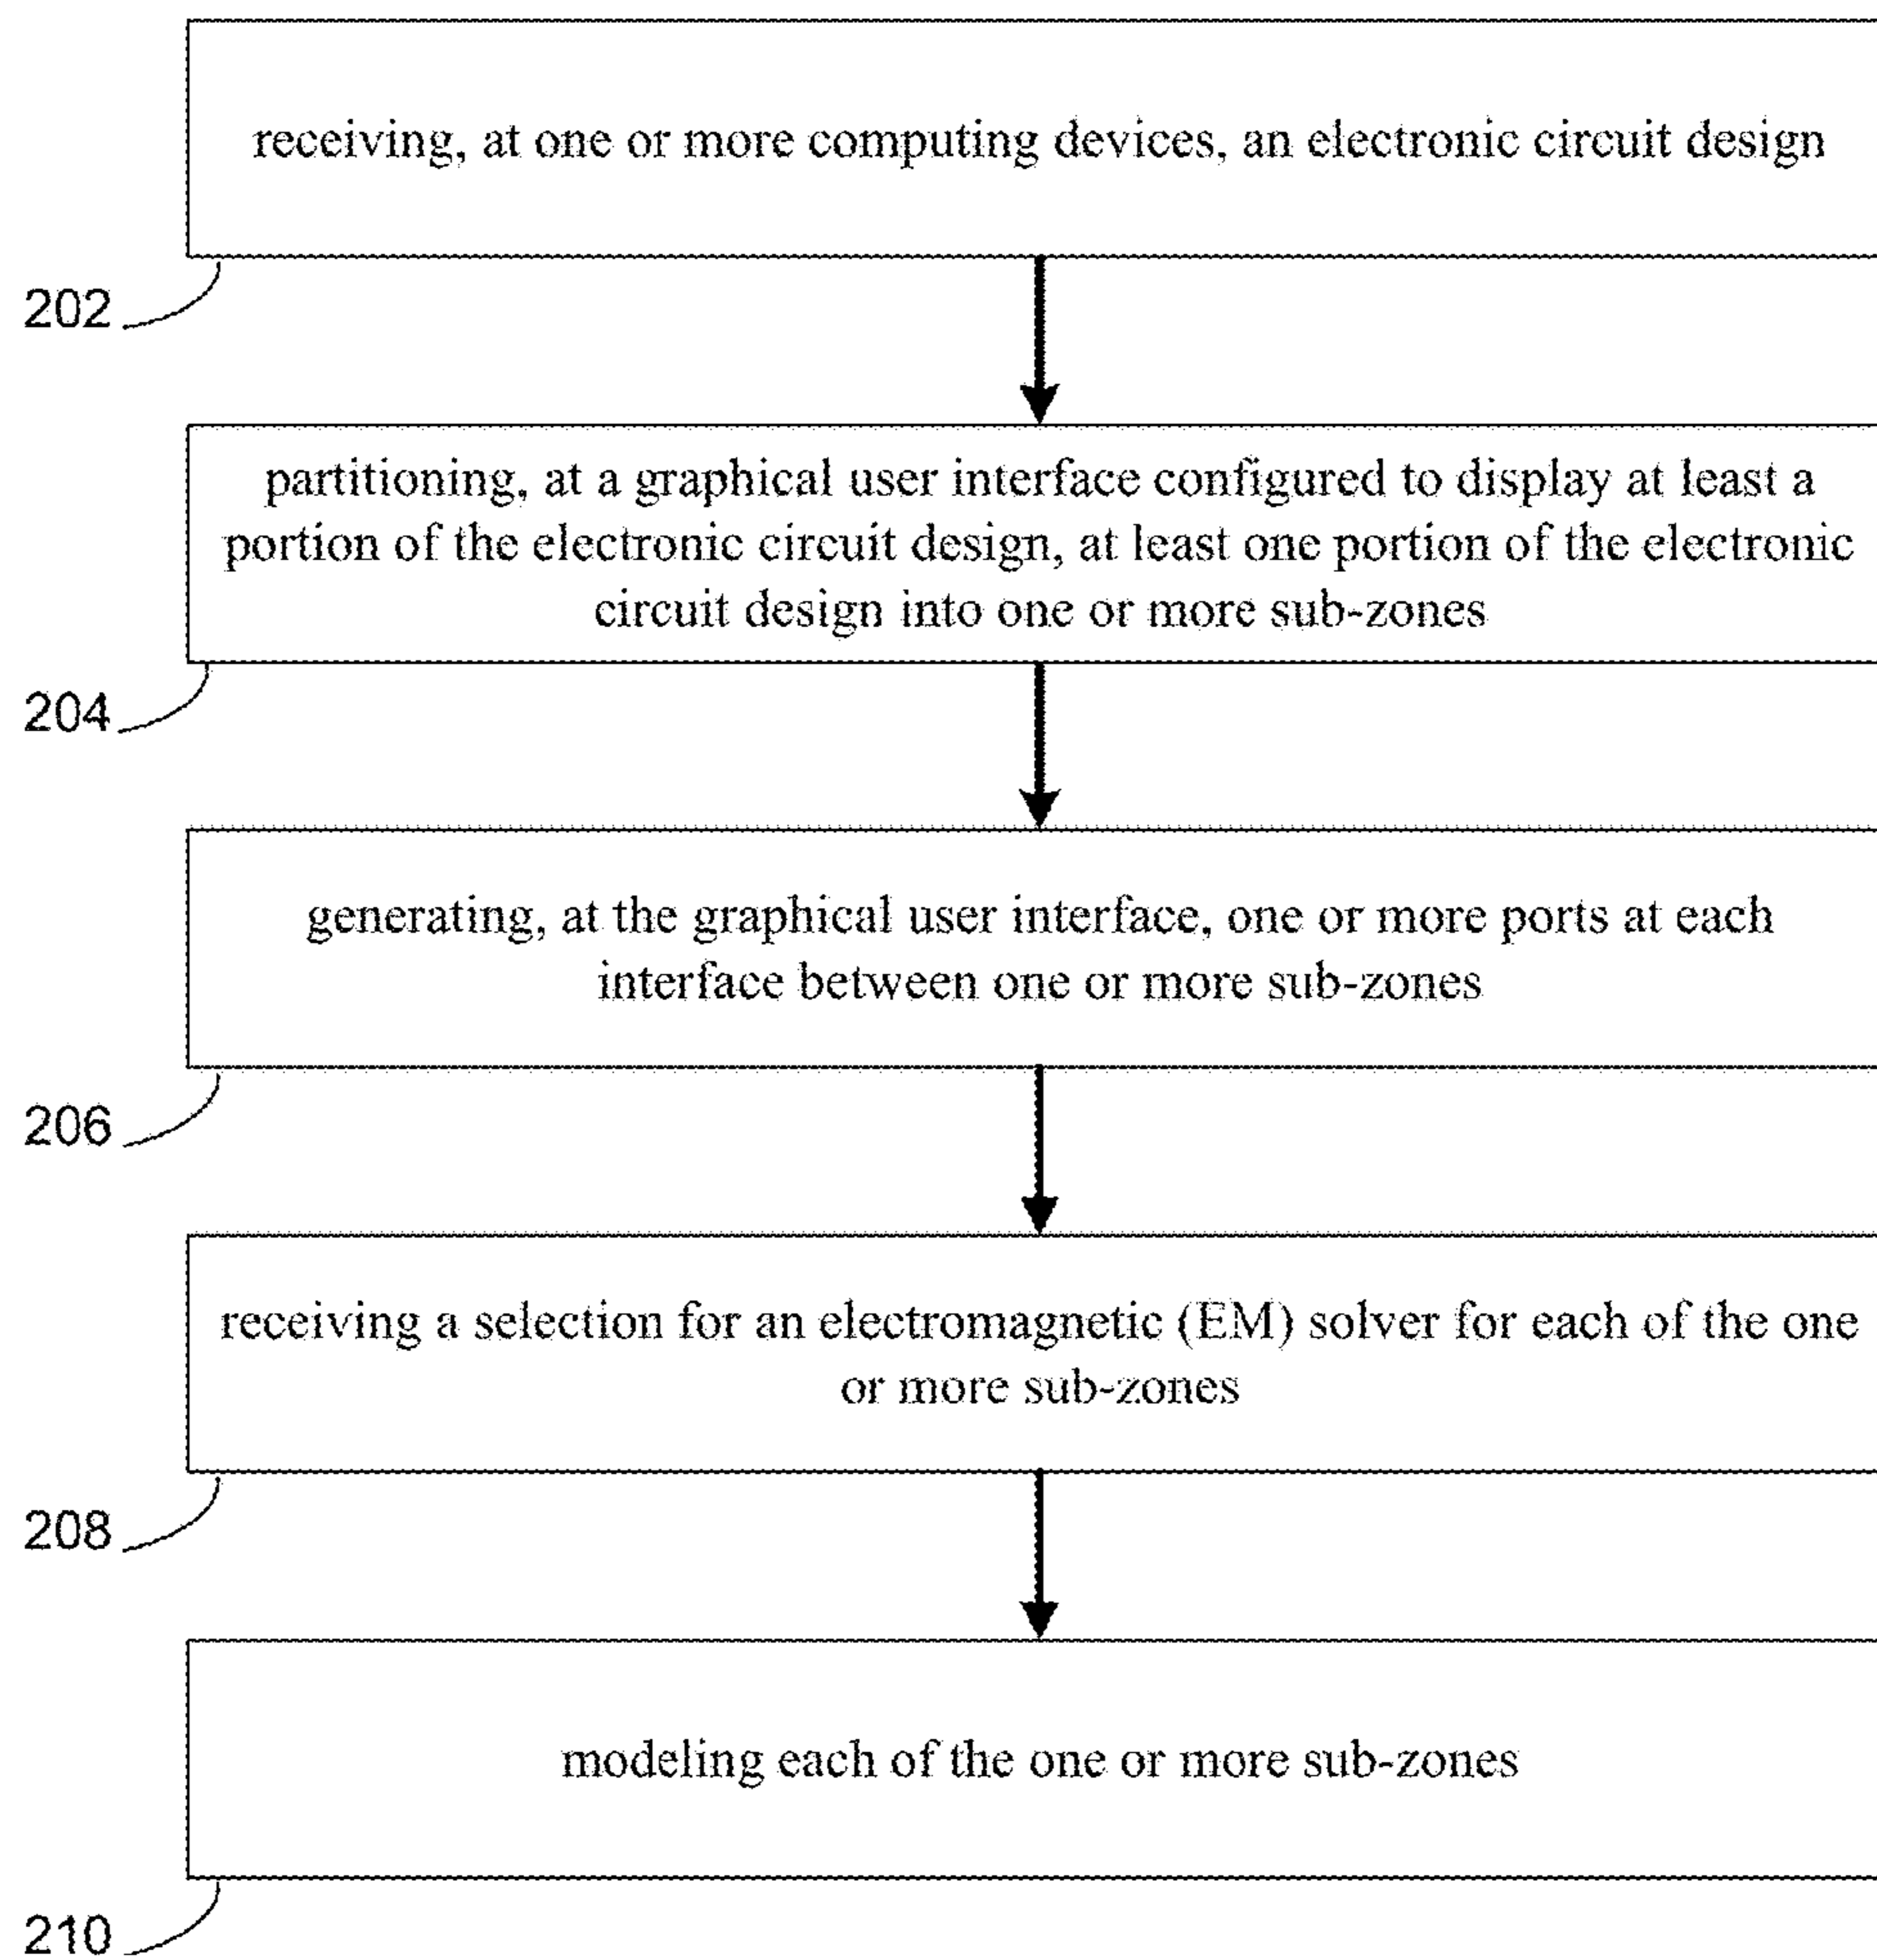 receiving, at one or more computing devices, an electronic circuit design
202
partitioning, at a graphical user interface configured to display at least a
portion of the electronic circuit design, at least one portion of the electronic
circuit design into one or more sub-zones
204
generating, at the graphical user interface, one or more ports at each
interface between one or more sub-zones
206
receiving a selection for an electromagnetic (EM) solver for each of the one
or more sub-zones
208
modeling each of the one or more sub-zones
210